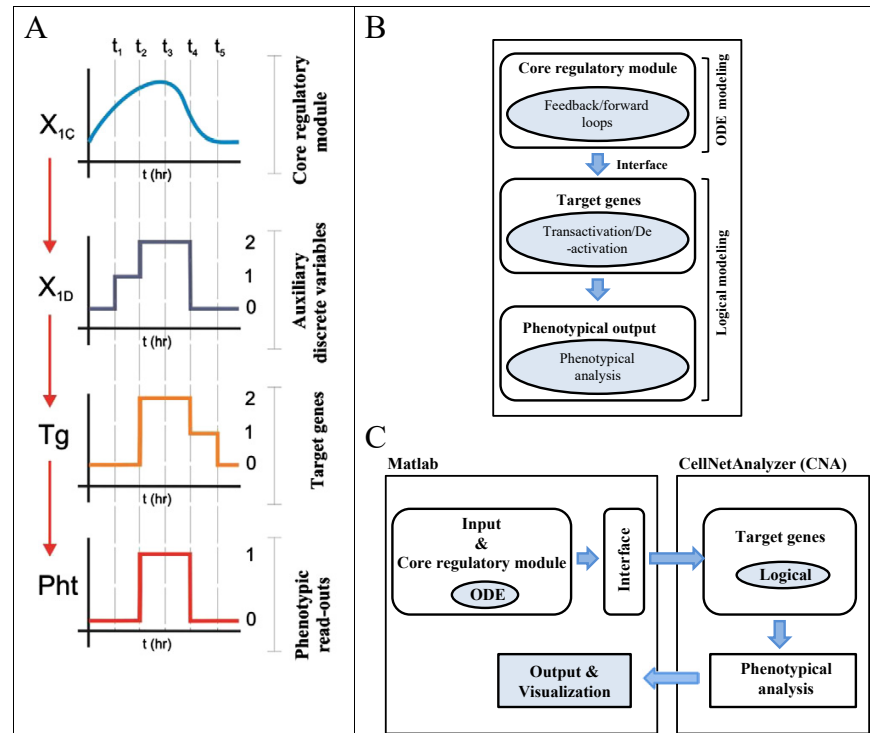 A
t1 t2 t3 t4 t5
X1C
t (hr)
Core regulatory
module
X1D
2
1
0
t (hr)
Auxiliary
discrete variables
Tg
2
1
0
t (hr)
Target genes
Pht
1
0
t (hr)
Phenotypic
read-outs
B
Core regulatory module
Feedback/forward
loops
ODE modeling
Interface
Target genes
Transactivation/De
-activation
Phenotypical output
Phenotypical
analysis
Logical modeling
C
Matlab
CellNetAnalyzer (CNA)
Input
&
Core regulatory module
ODE
Interface
Target genes
Logical
Output &
Visualization
Phenotypical
analysis